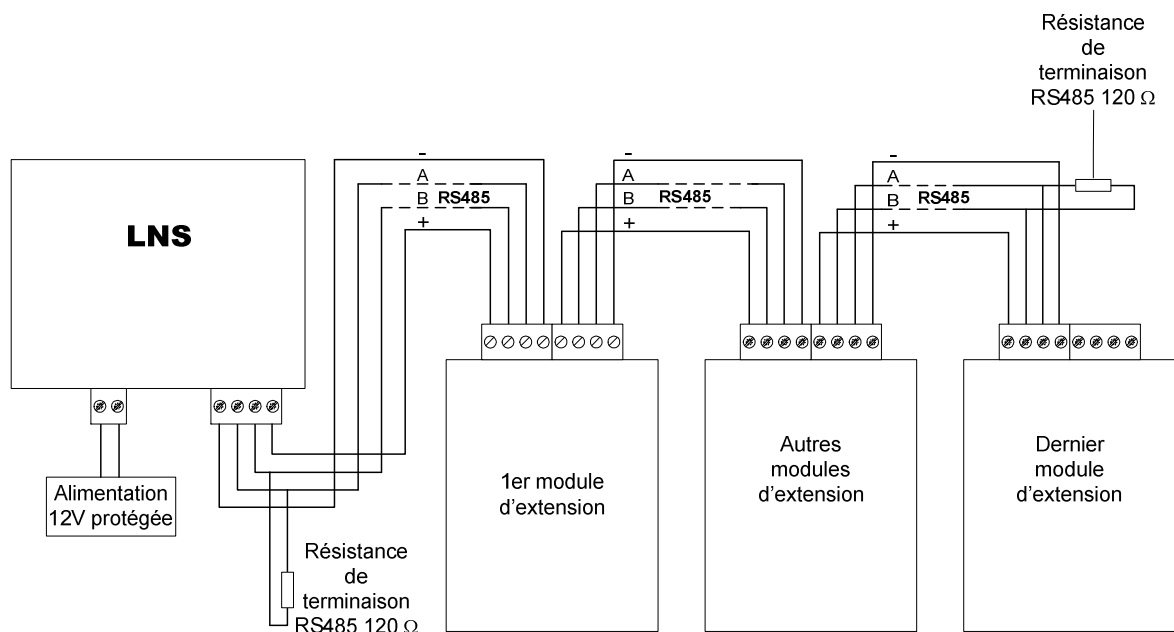 Résistance
de
terminaison
RS485 120 Ω
-
A
B RS485
+
-
A
B RS485
+
-
A
B RS485
+
LNS
Alimentation
12V protégée
1er module
d'extension
Autres
modules
d'extension
Dernier
module
d'extension
Résistance
de
terminaison
RS485 120 Ω